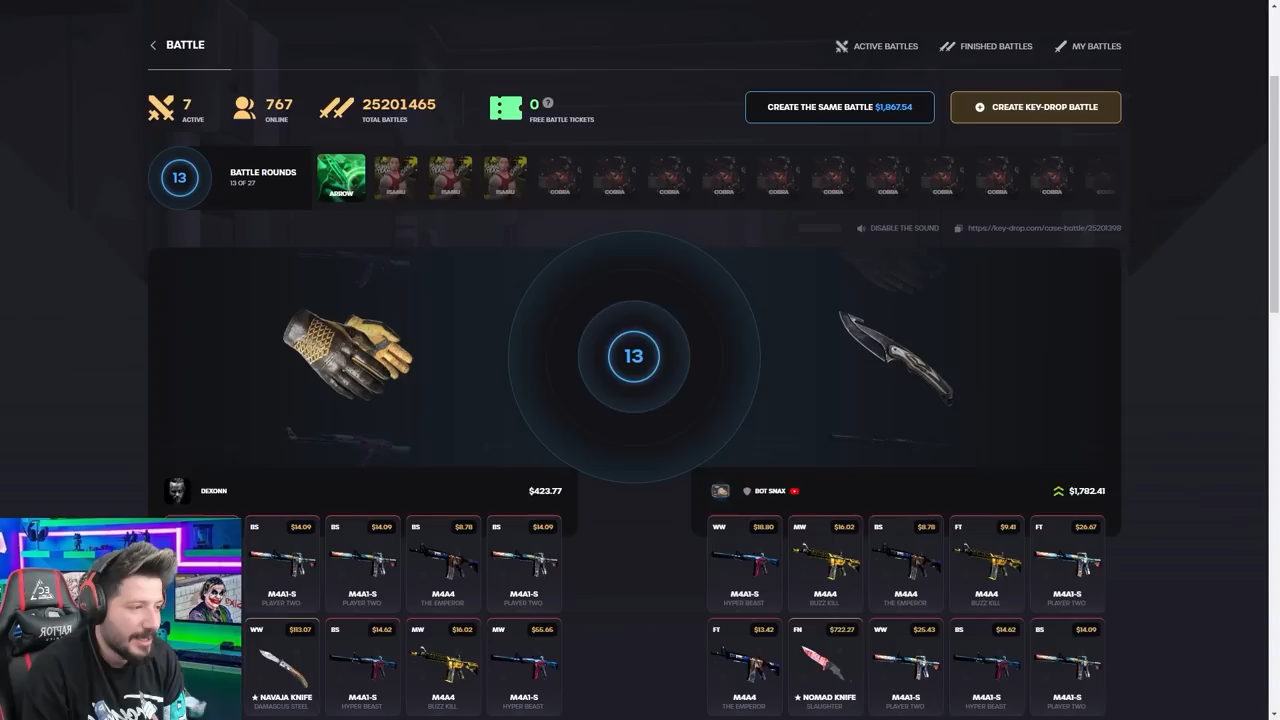 BATTLE
ACTIVE BATTLES
FINISHED BATTLES
MY BATTLES
7
ACTIVE
767
ONLINE
25201465
TOTAL BATTLES
0 ?
FREE BATTLE TICKETS
CREATE THE SAME BATTLE $1,867.54
CREATE KEY-DROP BATTLE
13
BATTLE ROUNDS
13 OF 27
ARROW
ISAMU
ISAMU
ISAMU
COBRA
COBRA
COBRA
COBRA
COBRA
COBRA
COBRA
COBRA
COBRA
COBRA
DISABLE THE SOUND
https://key-drop.com/case-battle/25201398
13
DEXONN
$423.77
BOT SNAX
$1,782.41
BS $14.09
M4A1-S
PLAYER TWO
BS $14.09
M4A1-S
PLAYER TWO
BS $8.78
M4A4
THE EMPEROR
BS $14.09
M4A1-S
PLAYER TWO
WW $18.80
M4A1-S
HYPER BEAST
MW $16.02
M4A4
BUZZ KILL
BS $8.78
M4A4
THE EMPEROR
FT $9.41
M4A4
BUZZ KILL
FT $26.67
M4A1-S
PLAYER TWO
WW $113.07
★ NAVAJA KNIFE
DAMASCUS STEEL
BS $14.62
M4A1-S
HYPER BEAST
MW $16.02
M4A4
BUZZ KILL
MW $55.65
M4A1-S
HYPER BEAST
FT $13.42
M4A4
THE EMPEROR
FN $722.27
★ NOMAD KNIFE
SLAUGHTER
WW $25.43
M4A1-S
PLAYER TWO
BS $14.62
M4A1-S
HYPER BEAST
BS $14.09
M4A1-S
PLAYER TWO
RAPTOR